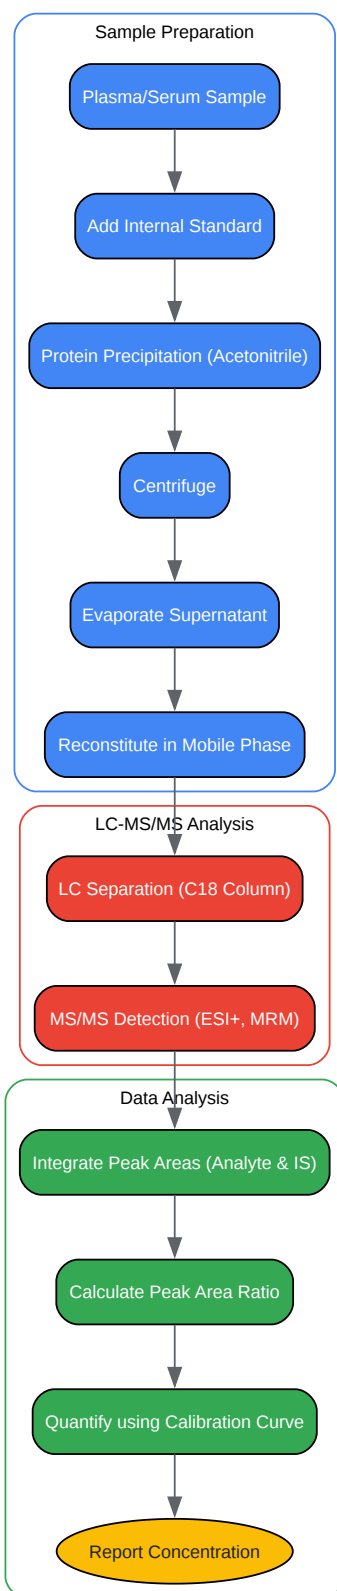 Sample Preparation
Plasma/Serum Sample
Add Internal Standard
Protein Precipitation (Acetonitrile)
Centrifuge
Evaporate Supernatant
Reconstitute in Mobile Phase
LC-MS/MS Analysis
LC Separation (C18 Column)
MS/MS Detection (ESI+, MRM)
Data Analysis
Integrate Peak Areas (Analyte & IS)
Calculate Peak Area Ratio
Quantify using Calibration Curve
Report Concentration